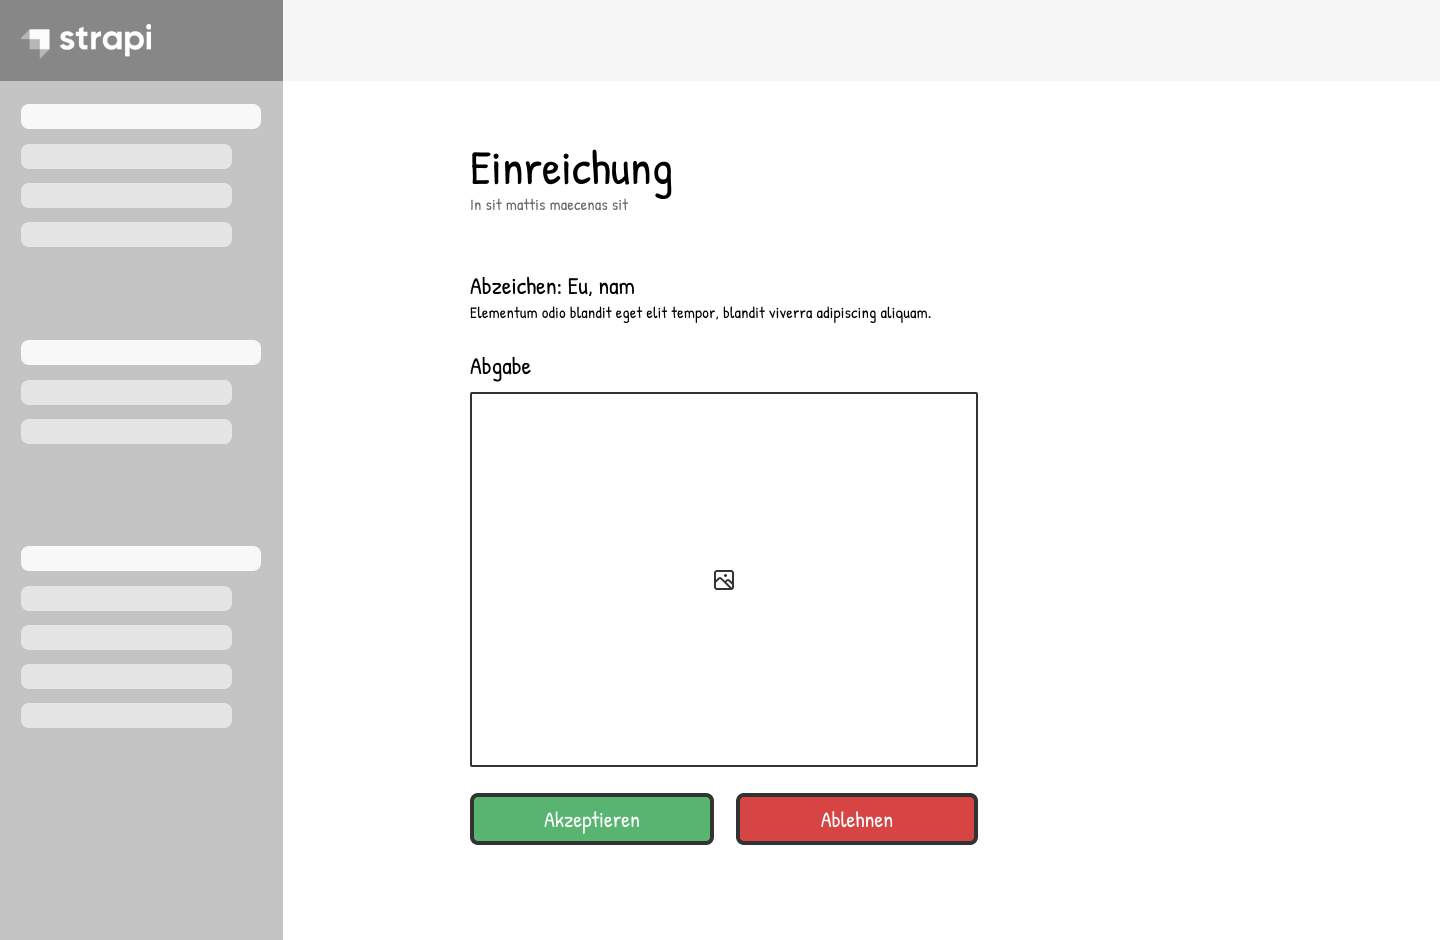 strapi
Einreichung
In sit mattis maecenas sit
Abzeichen: Eu, nam
Elementum odio blandit eget elit tempor, blandit viverra adipiscing aliquam.
Abgabe
Akzeptieren
Ablehnen